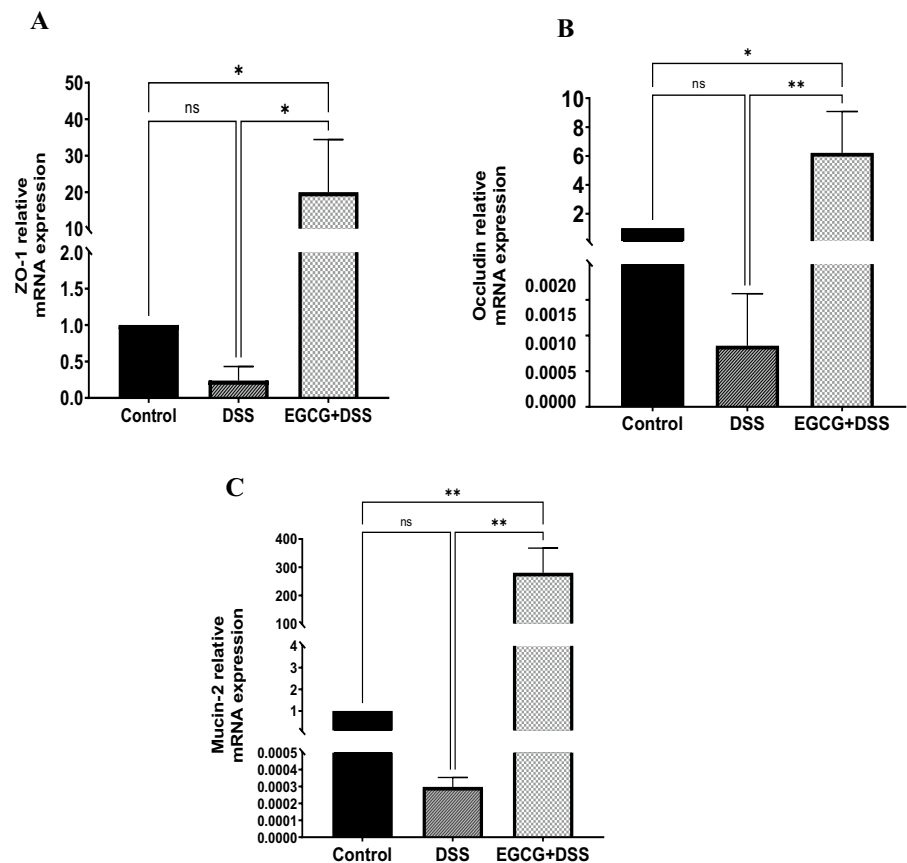 A
*
ns
*
50
40
30
20
10
2.0
1.5
1.0
0.5
0.0
ZO-1 relative
mRNA expression
Control
DSS
EGCG+DSS
B
*
ns
**
10
8
6
4
2
0.0020
0.0015
0.0010
0.0005
0.0000
Occludin relative
mRNA expression
Control
DSS
EGCG+DSS
C
**
ns
**
400
300
200
100
4
3
2
1
0.0005
0.0004
0.0003
0.0002
0.0001
0.0000
Mucin-2 relative
mRNA expression
Control
DSS
EGCG+DSS